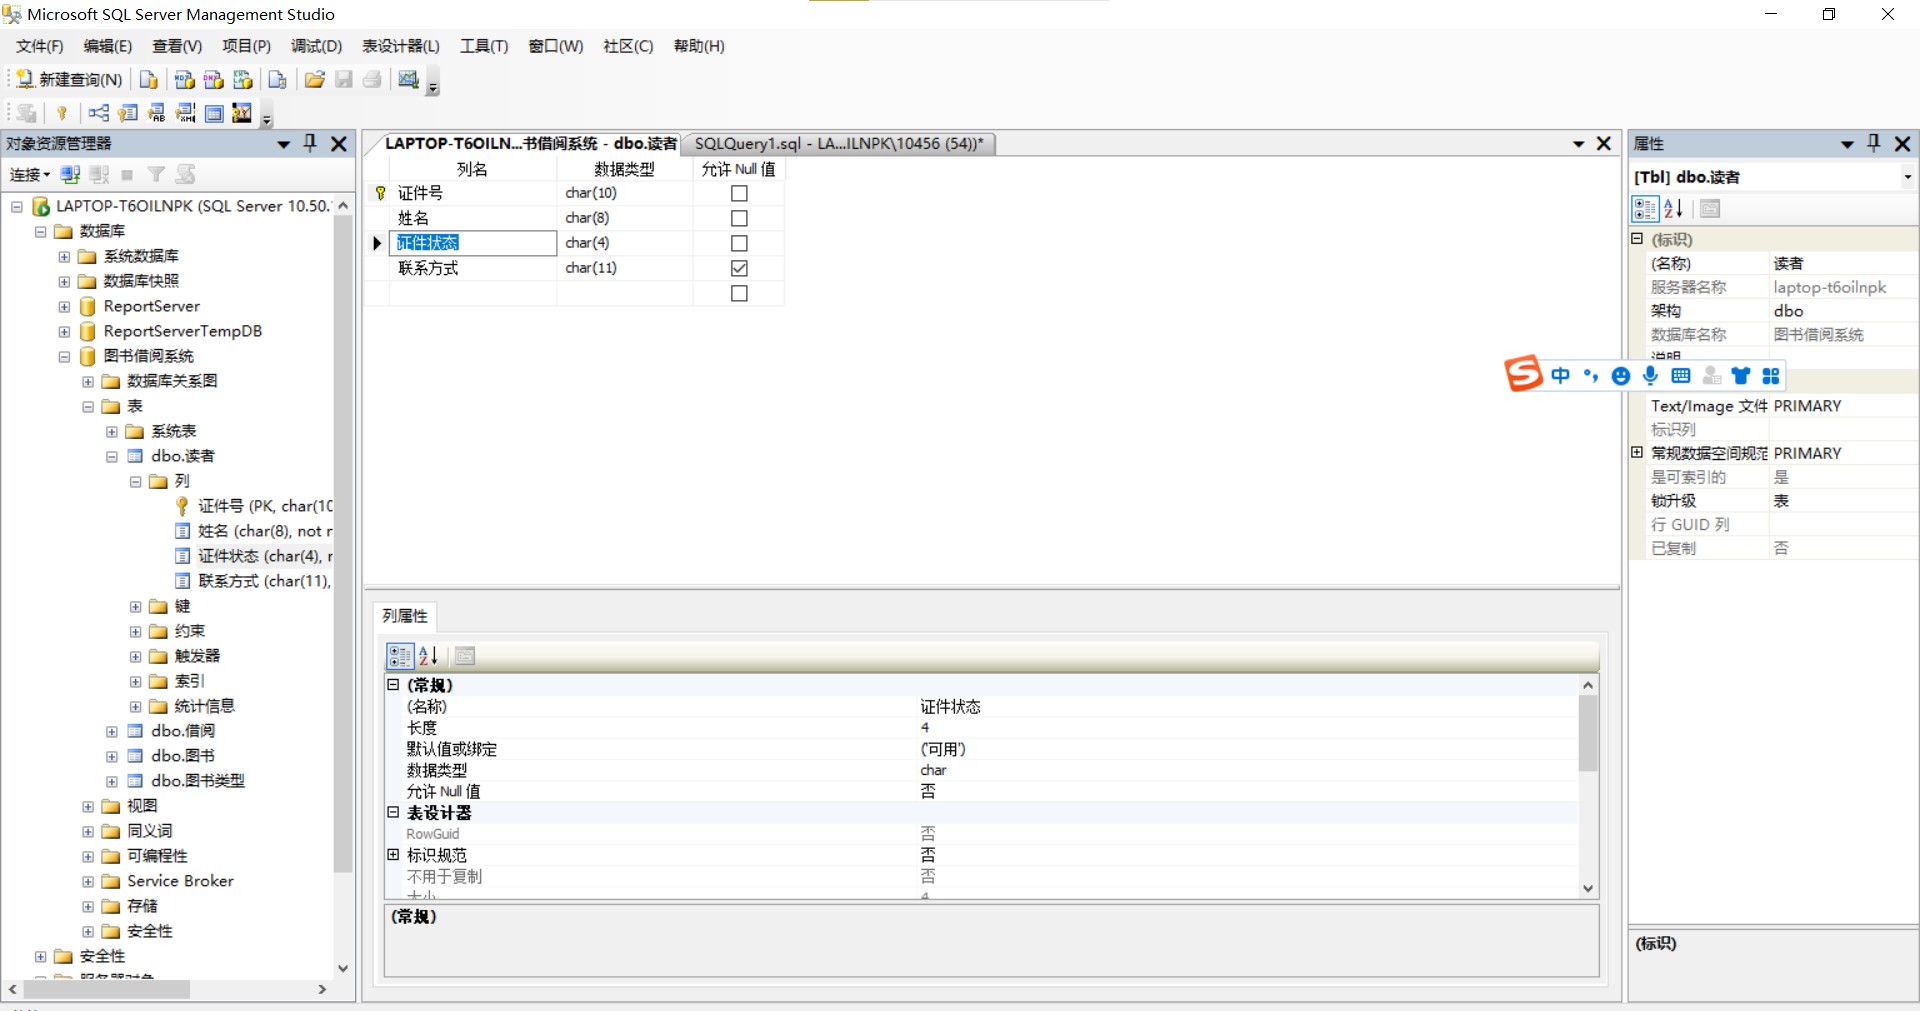 Microsoft SQL Server Management Studio
文件(F) 编辑(E) 查看(V) 项目(P) 调试(D) 表设计器(L) 工具(T) 窗口(W) 社区(C) 帮助(H)
新建查询(N)
对象资源管理器
连接
LAPTOP-T6OILNPK (SQL Server 10.50.
数据库
系统数据库
数据库快照
ReportServer
ReportServerTempDB
图书借阅系统
数据库关系图
表
系统表
dbo.读者
列
证件号 (PK, char(10
姓名 (char(8), not
证件状态 (char(4),
联系方式 (char(11),
键
约束
触发器
索引
统计信息
dbo.借阅
dbo.图书
dbo.图书类型
视图
同义词
可编程性
Service Broker
存储
安全性
安全性
服务器对象
LAPTOP-T6OILN...书借阅系统 - dbo.读者 SQLQuery1.sql - LA...ILNPK\10456 (54))*
列名 数据类型 允许 Null 值
证件号 char(10)
姓名 char(8)
证件状态 char(4)
联系方式 char(11)
列属性
(常规)
(名称) 证件状态
长度 4
默认值或绑定 ('可用')
数据类型 char
允许 Null 值 否
表设计器
RowGuid 否
标识规范 否
不用于复制 否
大小 4
(常规)
属性
[Tbl] dbo.读者
(标识)
(名称) 读者
服务器名称 laptop-t6oilnpk
架构 dbo
数据库名称 图书借阅系统
说明
中
Text/Image 文件 PRIMARY
标识列
常规数据空间规范 PRIMARY
是可索引的 是
锁升级 表
行 GUID 列
已复制 否
(标识)